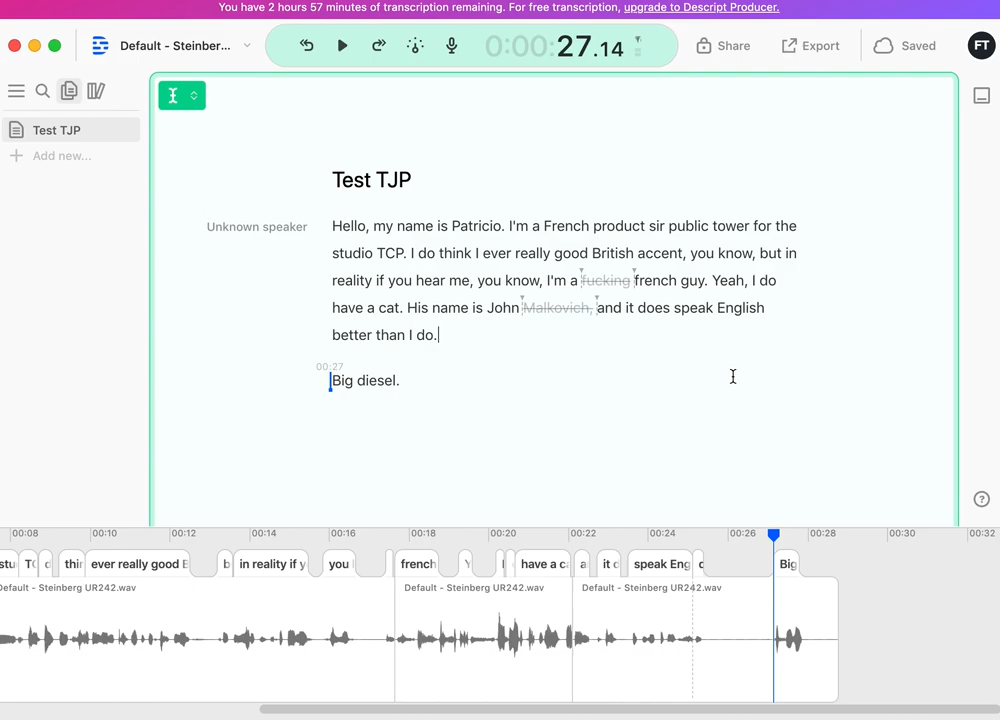 You have 2 hours 57 minutes of transcription remaining. For free transcription, upgrade to Descript Producer.
Default - Steinber...
0:00:27.14
Share
Export
Saved
FT
Test TJP
Add new...
Test TJP
Unknown speaker
Hello, my name is Patricio. I'm a French product sir public tower for the
studio TCP. I do think I ever really good British accent, you know, but in
reality if you hear me, you know, I'm a fucking french guy. Yeah, I do
have a cat. His name is John Malkovich, and it does speak English
better than I do.
00:27
Big diesel.
?
00:08 00:10 00:12 00:14 00:16 00:18 00:20 00:22 00:24 00:26 00:28 00:30 00:32
stu T( d thin ever really good B b in reality if y you french Y I have a ca a it d speak Eng d Big
Default - Steinberg UR242.wav Default - Steinberg UR242.wav Default - Steinberg UR242.wav